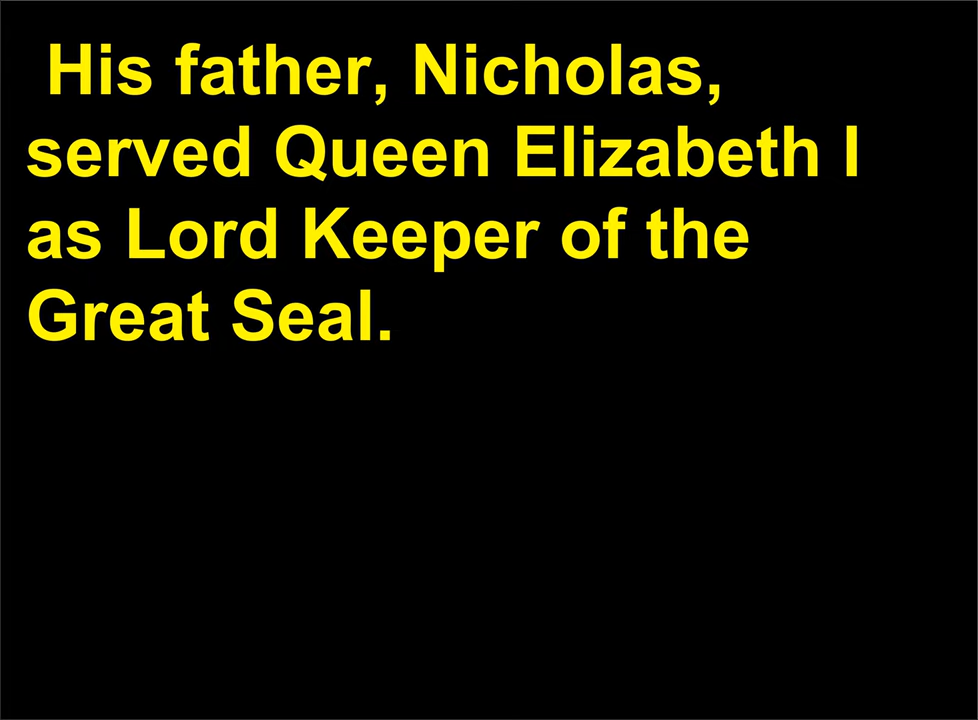 His father, Nicholas,
served Queen Elizabeth I
as Lord Keeper of the
Great Seal.